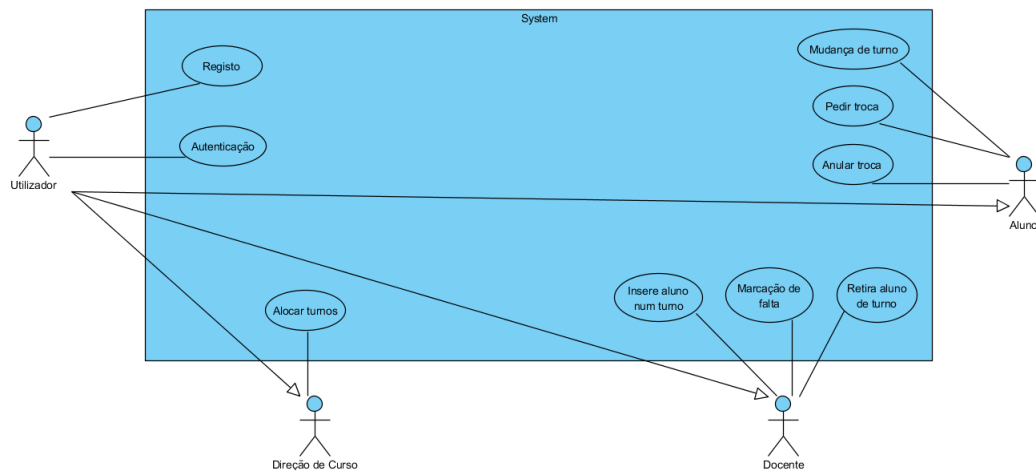 System
Registo
Mudança de turno
Pedir troca
Autenticação
Anular troca
Utilizador
Aluno
Insere aluno
num turno
Marcação de
falta
Retira aluno
de turno
Alocar turnos
Direção de Curso
Docente